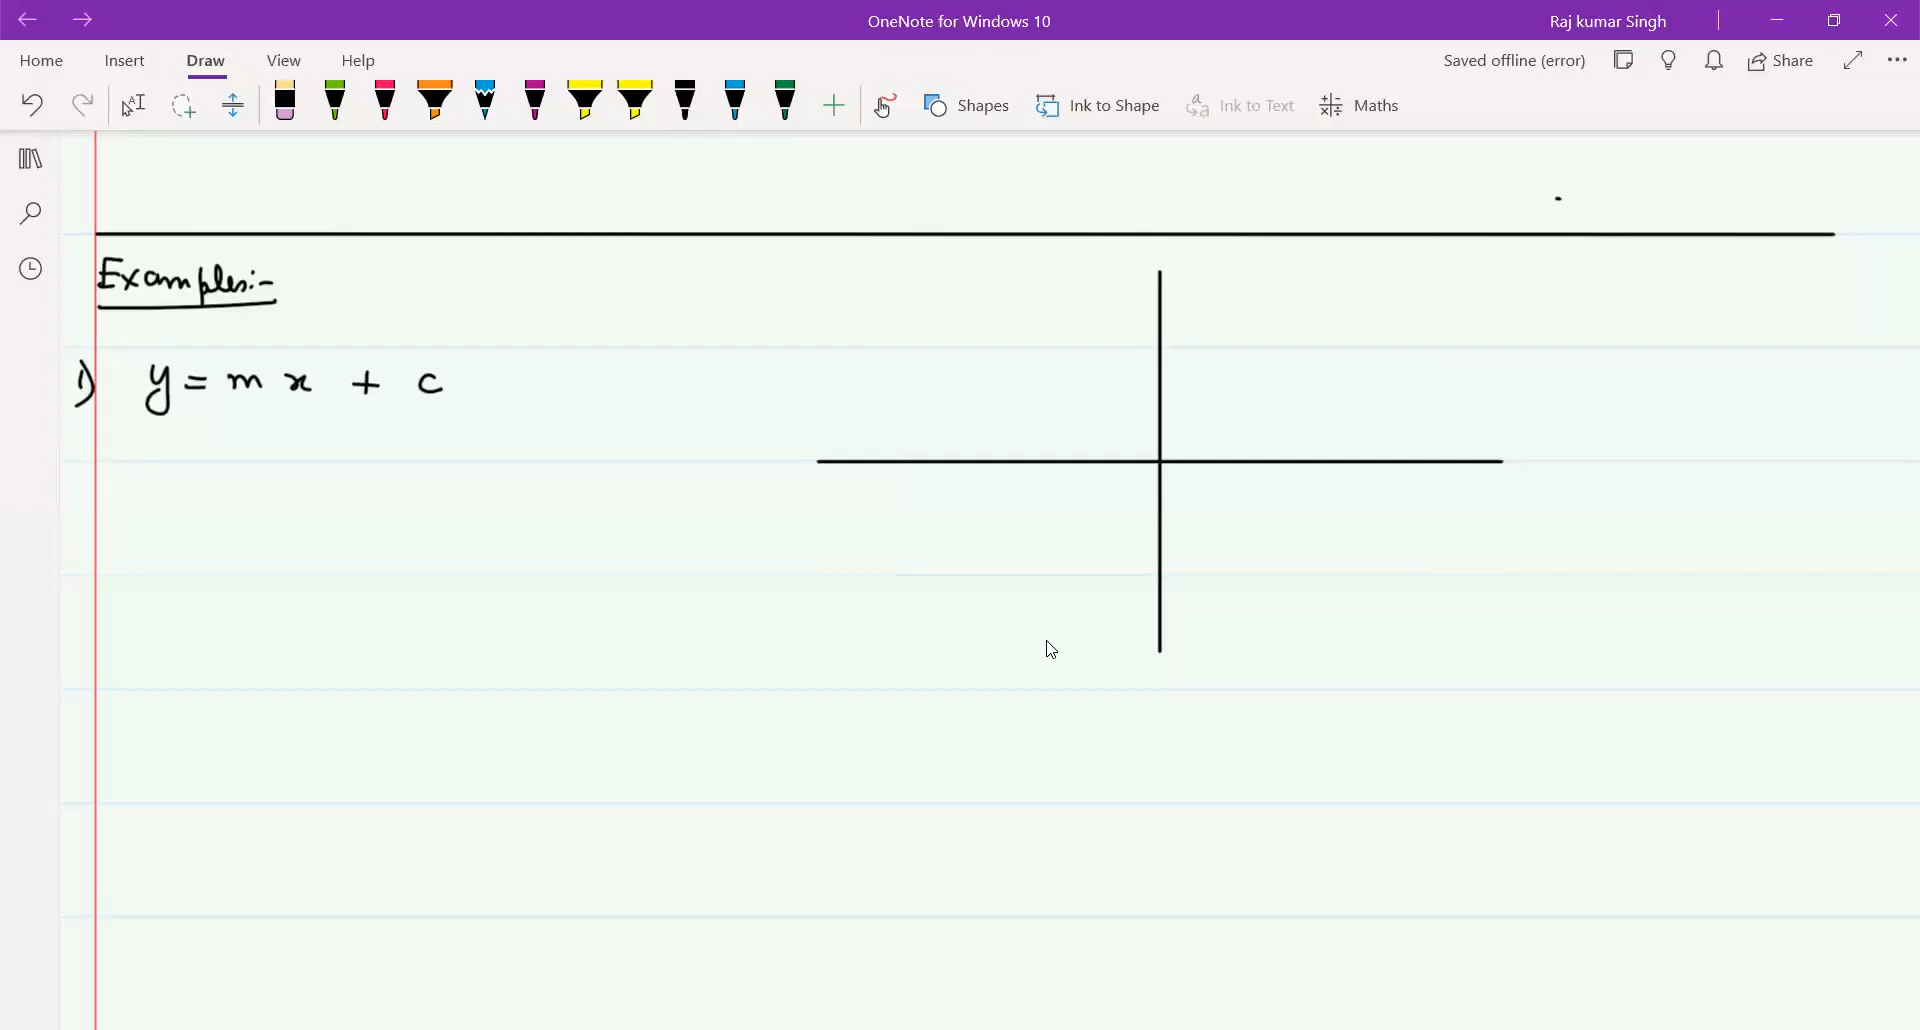 OneNote for Windows 10
Raj kumar Singh
Home Insert Draw View Help
Saved offline (error) Share
Shapes Ink to Shape Ink to Text Maths
Examples:-
1) y = m x + c